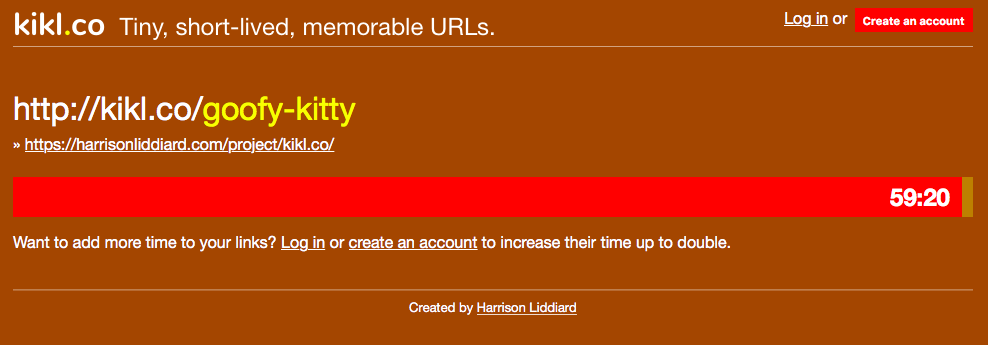 kikl.co Tiny, short-lived, memorable URLs. Log in or Create an account
http://kikl.co/goofy-kitty
» https://harrisonliddiard.com/project/kikl.co/
59:20
Want to add more time to your links? Log in or create an account to increase their time up to double.
Created by Harrison Liddiard